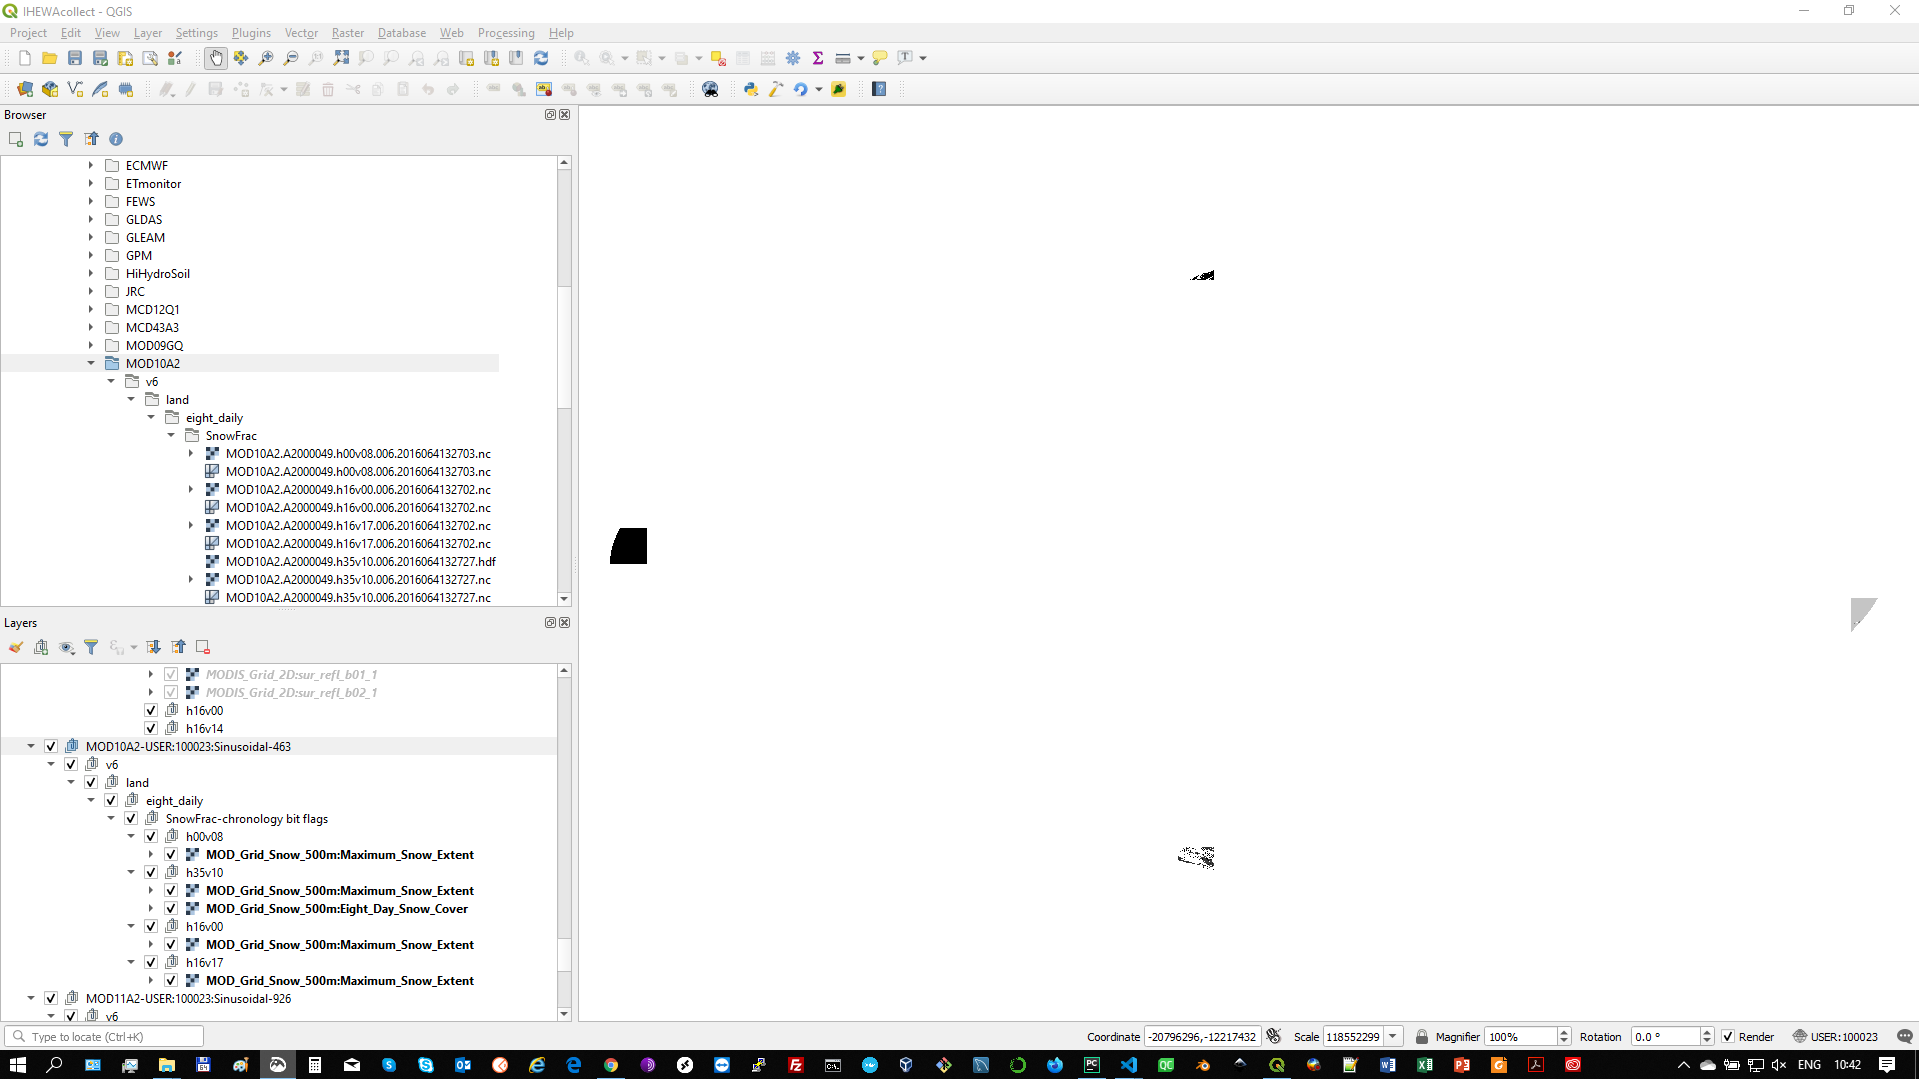 IHEWAcollect - QGIS
Project Edit View Layer Settings Plugins Vector Raster Database Web Processing Help
Browser
ECMWF
ETmonitor
FEWS
GLDAS
GLEAM
GPM
HiHydroSoil
JRC
MCD12Q1
MCD43A3
MOD09GQ
MOD10A2
v6
land
eight_daily
SnowFrac
MOD10A2.A2000049.h00v08.006.2016064132703.nc
MOD10A2.A2000049.h00v08.006.2016064132703.nc
MOD10A2.A2000049.h16v00.006.2016064132702.nc
MOD10A2.A2000049.h16v00.006.2016064132702.nc
MOD10A2.A2000049.h16v17.006.2016064132702.nc
MOD10A2.A2000049.h16v17.006.2016064132702.nc
MOD10A2.A2000049.h35v10.006.2016064132727.hdf
MOD10A2.A2000049.h35v10.006.2016064132727.nc
MOD10A2.A2000049.h35v10.006.2016064132727.nc
Layers
MODIS_Grid_2D:sur_refl_b01_1
MODIS_Grid_2D:sur_refl_b02_1
h16v00
h16v14
MOD10A2-USER:100023:Sinusoidal-463
v6
land
eight_daily
SnowFrac-chronology bit flags
h00v08
MOD_Grid_Snow_500m:Maximum_Snow_Extent
h35v10
MOD_Grid_Snow_500m:Maximum_Snow_Extent
MOD_Grid_Snow_500m:Eight_Day_Snow_Cover
h16v00
MOD_Grid_Snow_500m:Maximum_Snow_Extent
h16v17
MOD_Grid_Snow_500m:Maximum_Snow_Extent
MOD11A2-USER:100023:Sinusoidal-926
v6
Type to locate (Ctrl+K) Coordinate -20796296,-12217432 Scale 118552299 Magnifier 100% Rotation 0.0 ° Render USER:100023
ENG 10:42